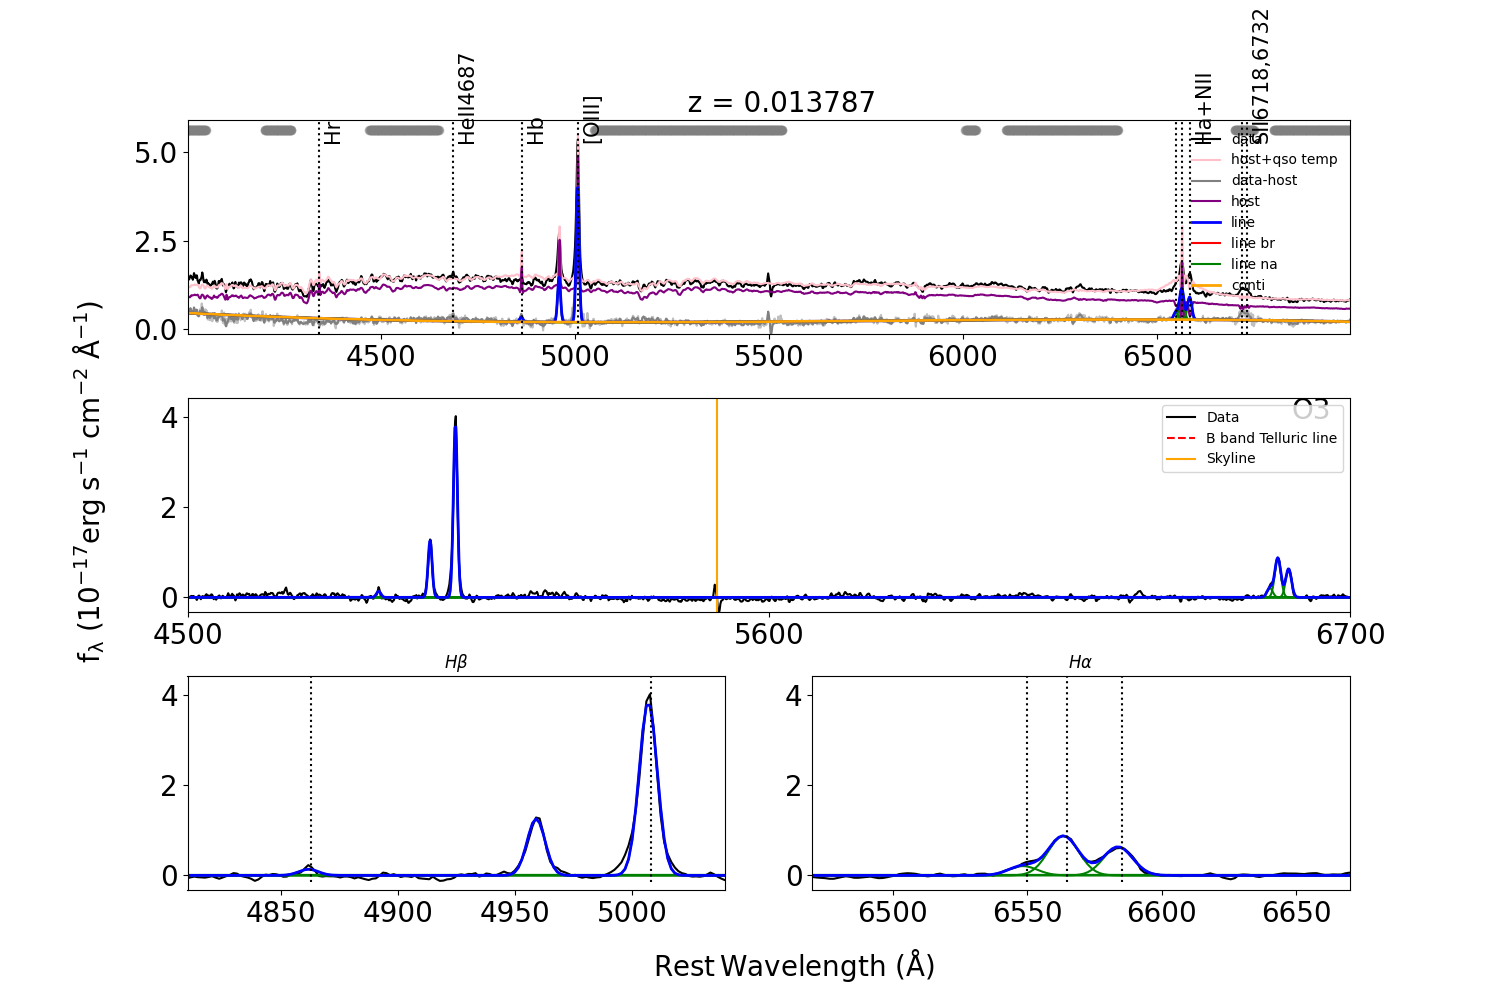 z = 0.013787
Hr
HeII4687
Hb
[OIII]
Ha+NII
SII6718,6732
data
host+qso temp
data-host
host
line
line br
line na
conti
5.0
2.5
0.0
4500 5000 5500 6000 6500
O3
Data
B band Telluric line
Skyline
4
2
0
4500 5600 6700
fλ (10⁻¹⁷erg s⁻¹ cm⁻² Å⁻¹)
Hβ
4
2
0
4850 4900 4950 5000
Hα
4
2
0
6500 6550 6600 6650
Rest Wavelength (Å)